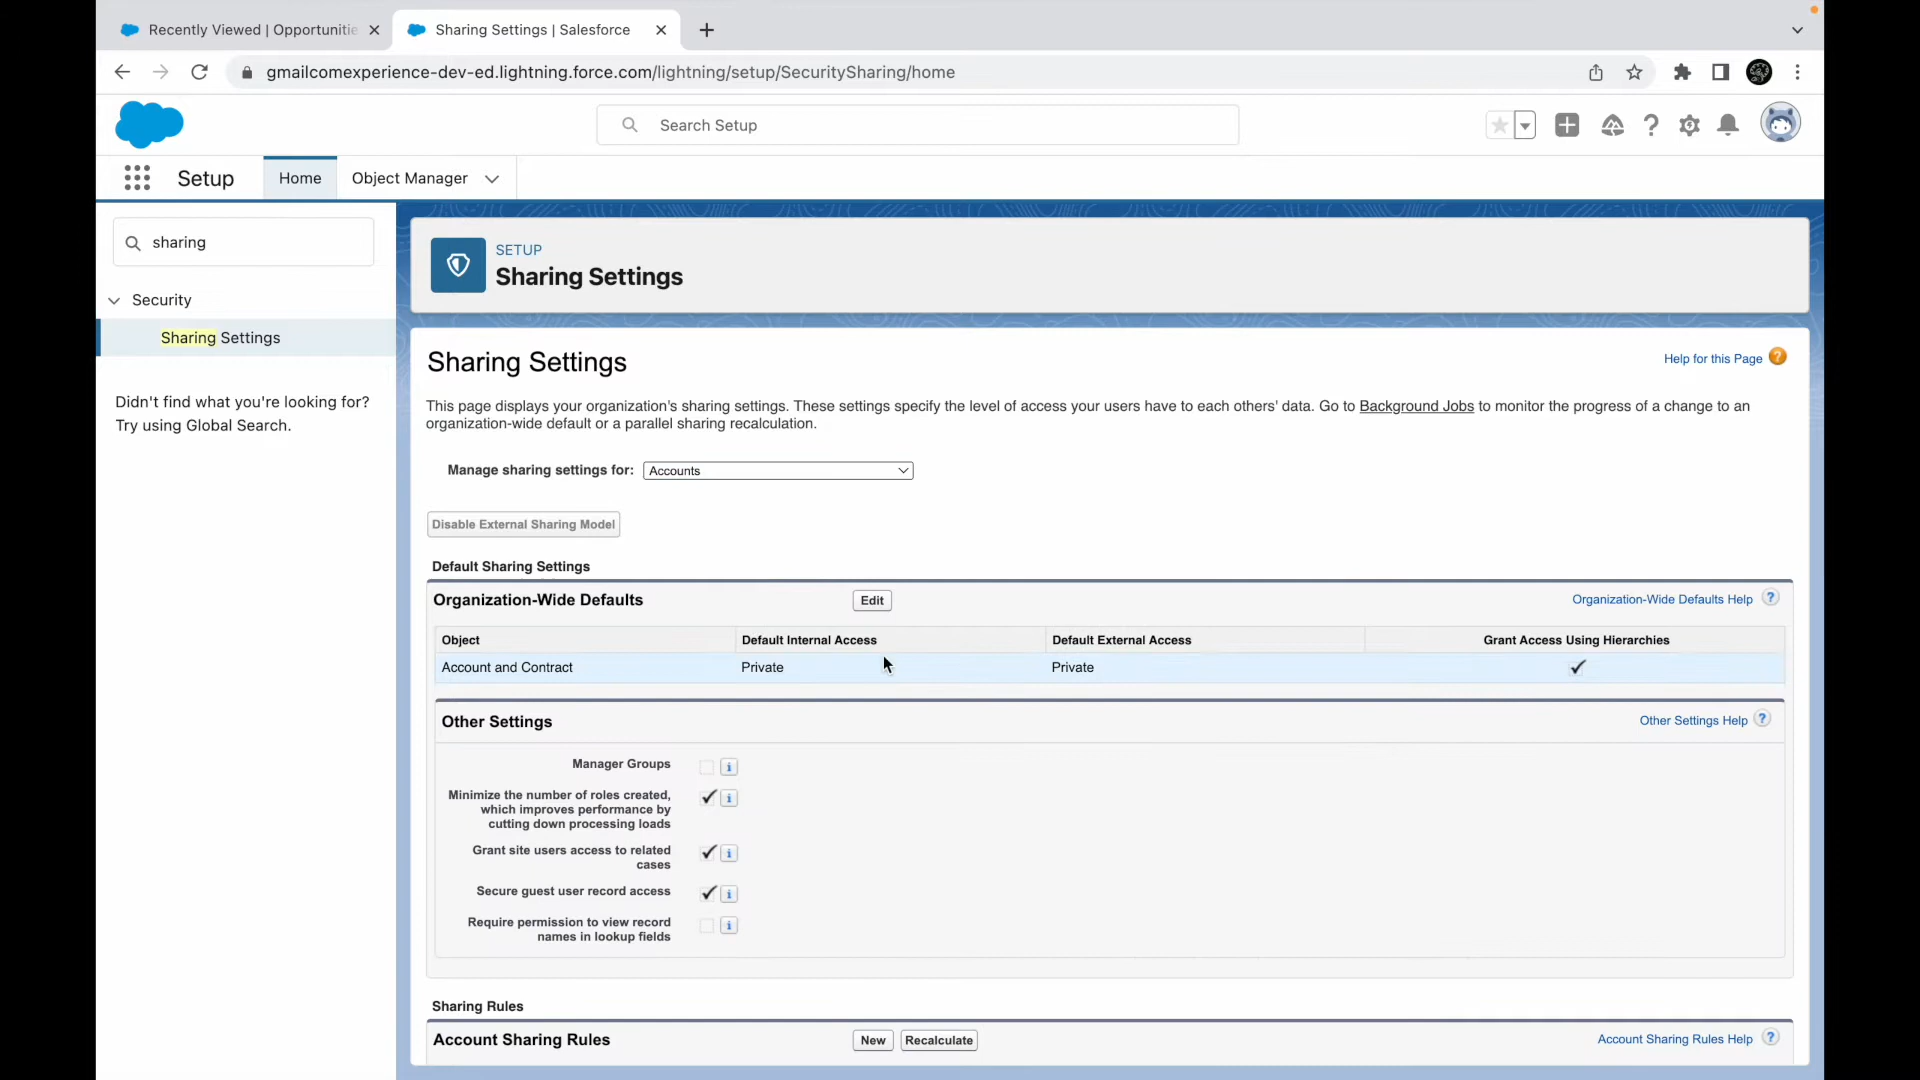 Recently Viewed | Opportunitie
Sharing Settings | Salesforce
gmailcomexperience-dev-ed.lightning.force.com/lightning/setup/SecuritySharing/home
Search Setup
Setup
Home
Object Manager
sharing
Security
Sharing Settings
Didn't find what you're looking for?
Try using Global Search.
SETUP
Sharing Settings
Sharing Settings
Help for this Page
This page displays your organization's sharing settings. These settings specify the level of access your users have to each others' data. Go to Background Jobs to monitor the progress of a change to an
organization-wide default or a parallel sharing recalculation.
Manage sharing settings for: Accounts
Disable External Sharing Model
Default Sharing Settings
Organization-Wide Defaults Edit Organization-Wide Defaults Help ?
Object Default Internal Access Default External Access Grant Access Using Hierarchies
Account and Contract Private Private
Other Settings Other Settings Help ?
Manager Groups i
Minimize the number of roles created, i
which improves performance by
cutting down processing loads
Grant site users access to related i
cases
Secure guest user record access i
Require permission to view record i
names in lookup fields
Sharing Rules
Account Sharing Rules New Recalculate Account Sharing Rules Help ?